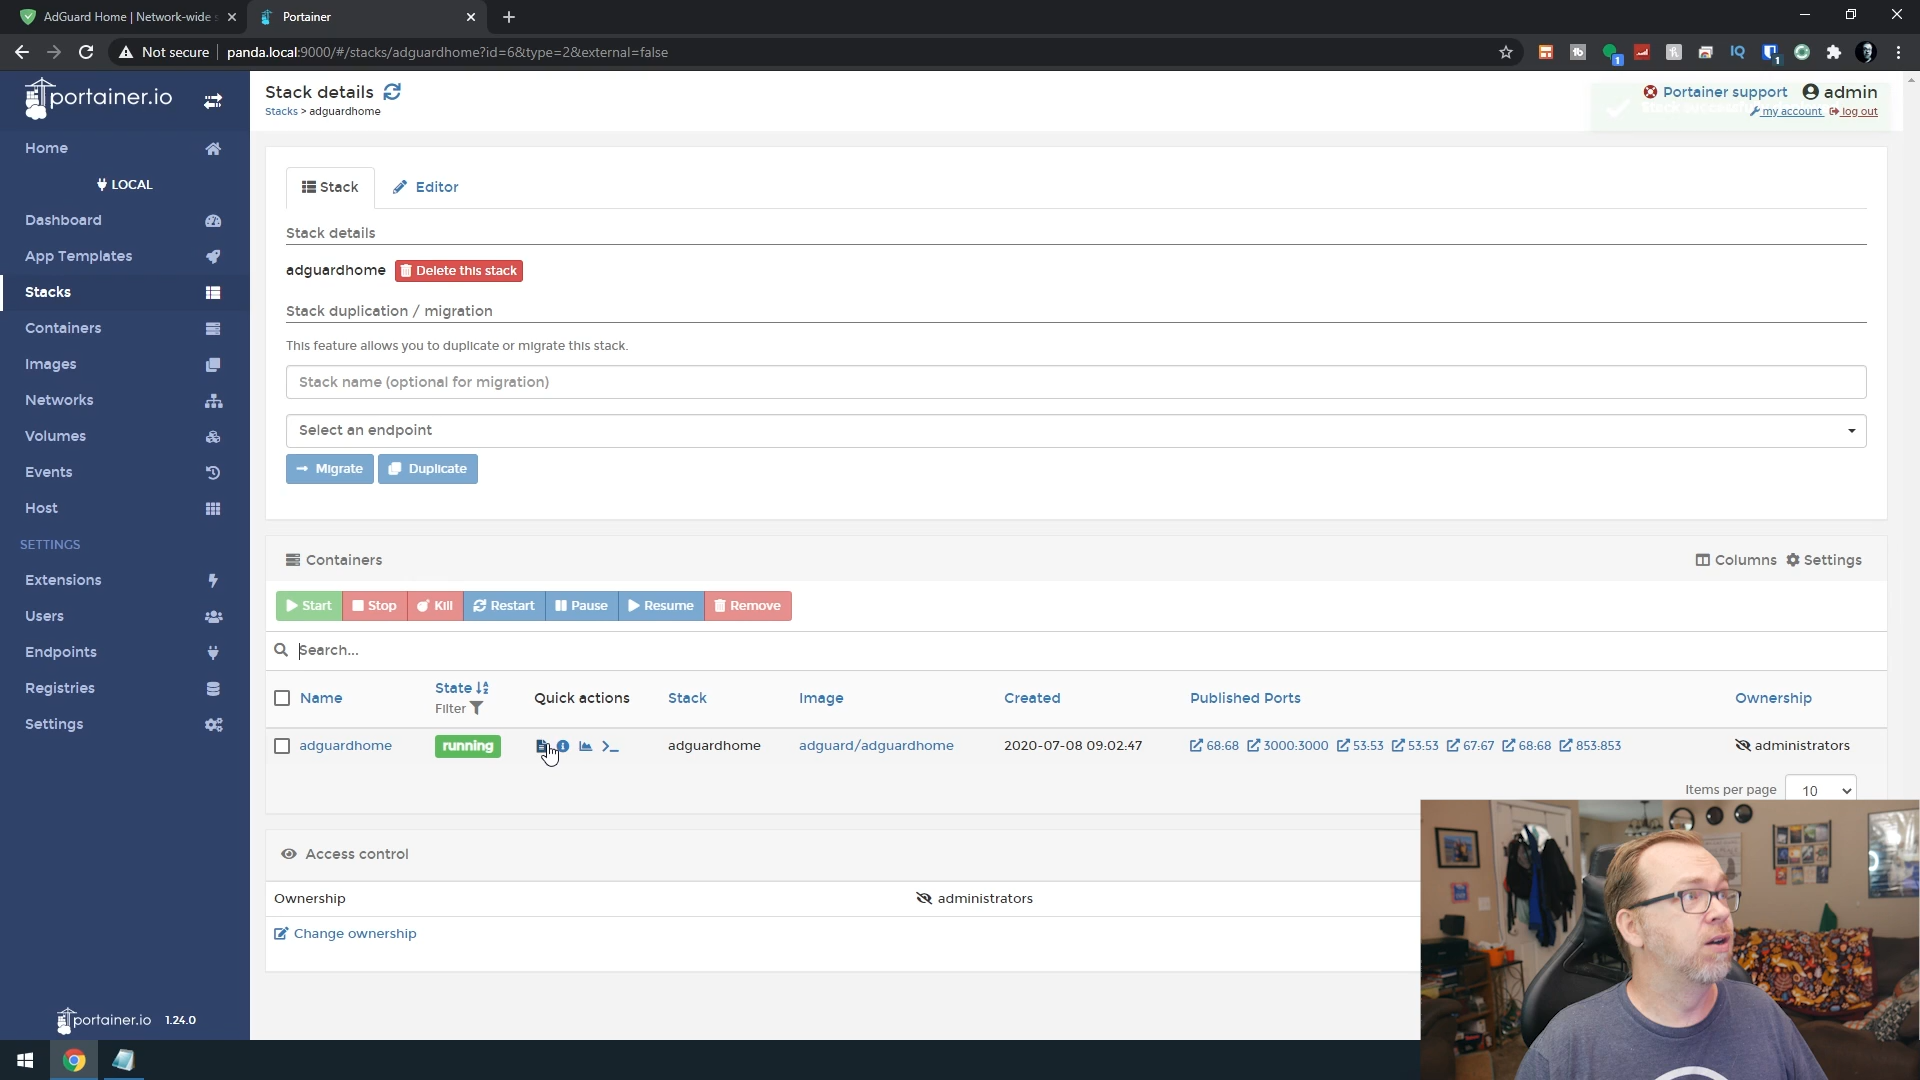 AdGuard Home | Network-wide s
Portainer
Not secure
panda.local:9000/#/stacks/adguardhome?id=6&type=2&external=false
portainer.io
Home
LOCAL
Dashboard
App Templates
Stacks
Containers
Images
Networks
Volumes
Events
Host
SETTINGS
Extensions
Users
Endpoints
Registries
Settings
portainer.io 1.24.0
Stack details
Stacks > adguardhome
Portainer support admin
my account log out
Stack Editor
Stack details
adguardhome Delete this stack
Stack duplication / migration
This feature allows you to duplicate or migrate this stack.
Stack name (optional for migration)
Select an endpoint
Migrate Duplicate
Containers
Columns Settings
Start Stop Kill Restart Pause Resume Remove
Search...
Name State Filter Quick actions Stack Image Created Published Ports Ownership
adguardhome running adguardhome adguard/adguardhome 2020-07-08 09:02:47 68:68 3000:3000 53:53 53:53 67:67 68:68 853:853 administrators
Items per page 10
Access control
Ownership administrators
Change ownership